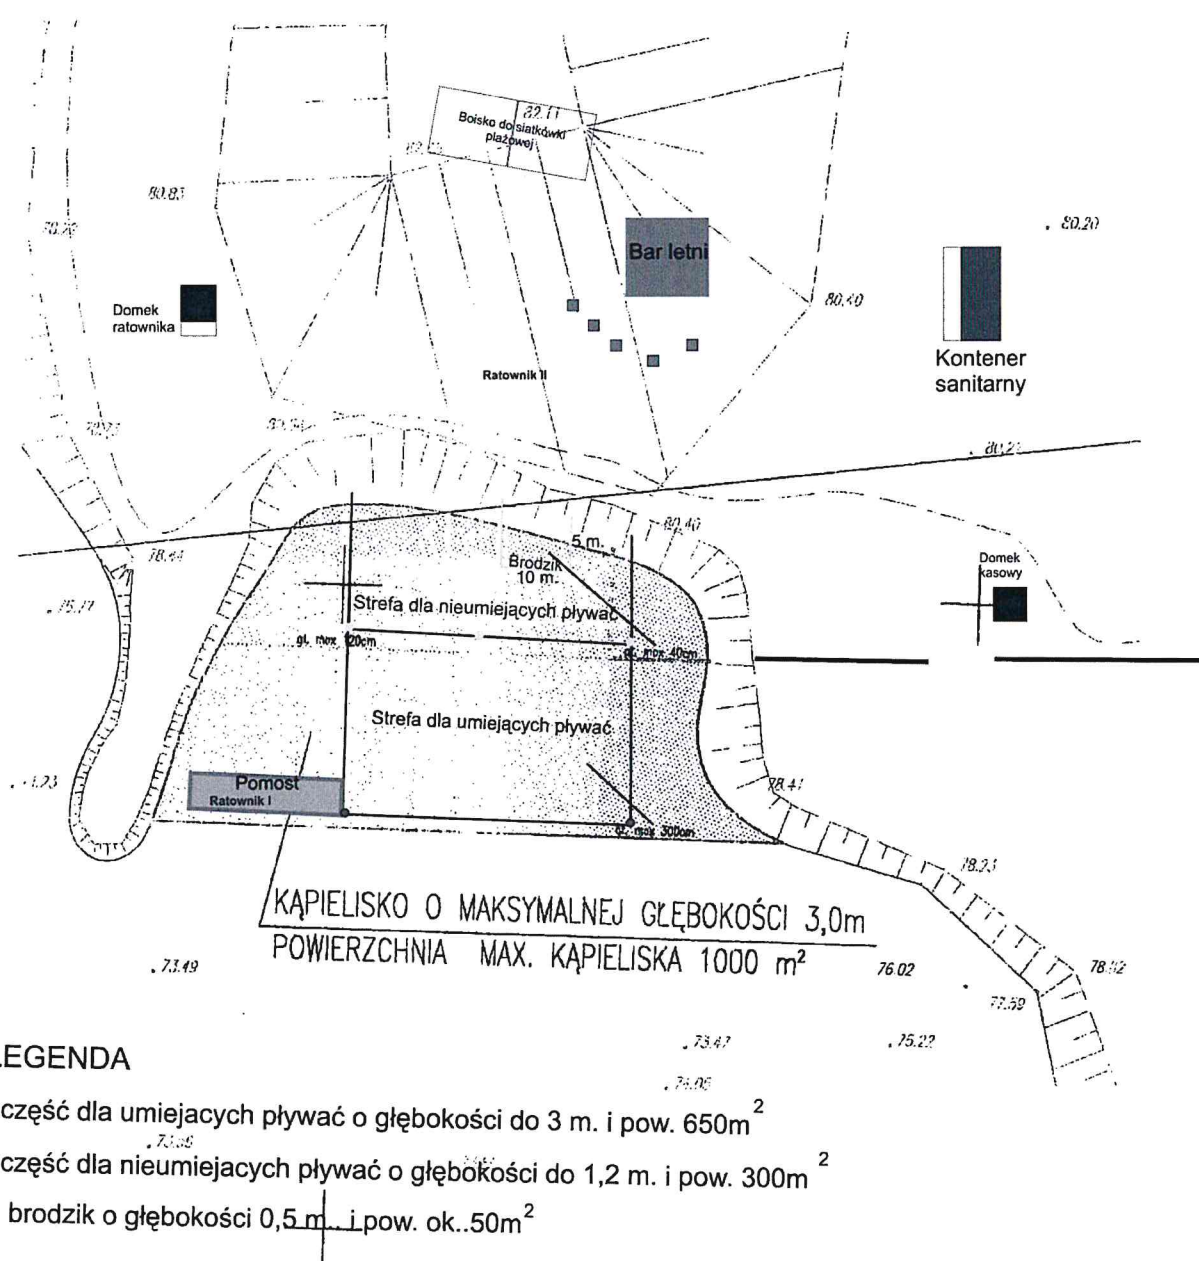 82.11
Boisko do siatkówki
plażowej
80.83
80.20
Bar letni
80.40
Domek
ratownika
Kontener
sanitarny
Ratownik II
80.40
5 m.
Brodzik
10 m.
Domek
kasowy
78.44
Strefa dla nieumiejących pływać
gł. max 120cm
gł. max 40cm
Strefa dla umiejących pływać
Pomost
Ratownik I
78.41
gł. max 300cm
78.23
KĄPIELISKO O MAKSYMALNEJ GŁĘBOKOŚCI 3,0m
POWIERZCHNIA MAX. KĄPIELISKA 1000 m²
73.49
76.02
77.59
73.47
75.22
LEGENDA
część dla umiejacych pływać o głębokości do 3 m. i pow. 650m²
część dla nieumiejacych pływać o głębokości do 1,2 m. i pow. 300m²
brodzik o głębokości 0,5 m.. i pow. ok..50m²